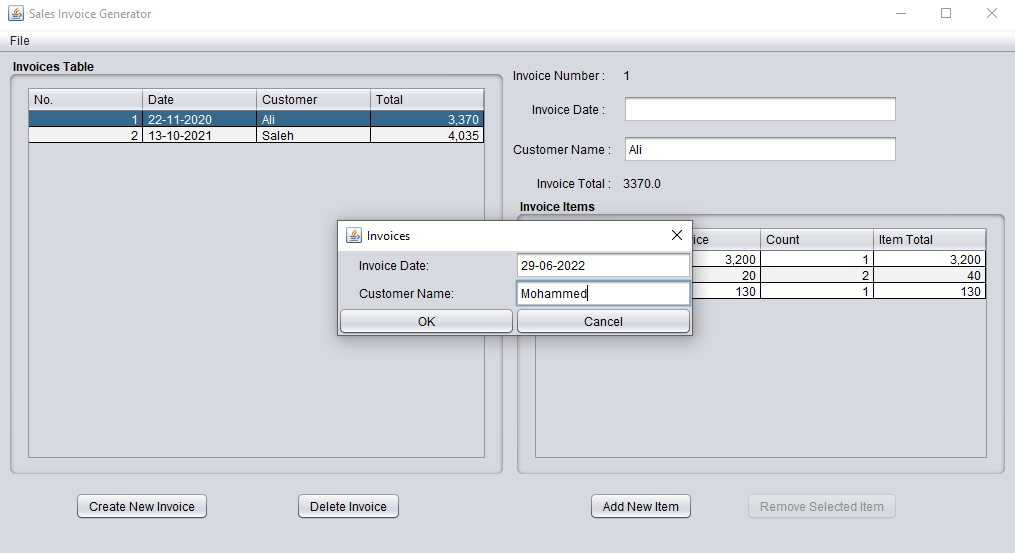 Sales Invoice Generator
File
Invoices Table
No. Date Customer Total
1 22-11-2020 Ali 3,370
2 13-10-2021 Saleh 4,035
Create New Invoice Delete Invoice
Invoice Number : 1
Invoice Date :
Customer Name : Ali
Invoice Total : 3370.0
Invoice Items
rice Count Item Total
3,200 1 3,200
20 2 40
130 1 130
Add New Item Remove Selected Item
Invoices
Invoice Date: 29-06-2022
Customer Name: Mohammed
OK Cancel